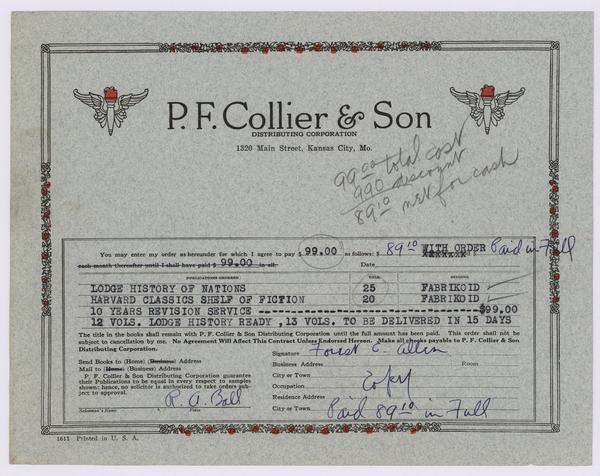 P. F. Collier & Son
DISTRIBUTING CORPORATION
1320 Main Street, Kansas City, Mo.
99 00 total cost
9 90 discount
89 10 net for cash
You may enter my order as hereunder for which I agree to pay $ 99.00 as follows: $ 89 10 WITH ORDER Paid in Full
each month thereafter until I shall have paid $ 99.00 in all. Date
PUBLICATIONS ORDERED VOLS. BINDING
LODGE HISTORY OF NATIONS 25 FABRIKOID
HARVARD CLASSICS SHELF OF FICTION 20 FABRIKOID
10 YEARS REVISION SERVICE ------------------------------$99.00
12 VOLS. LODGE HISTORY READY ,13 VOLS. TO BE DELIVERED IN 15 DAYS
The title in the books shall remain with P. F. Collier & Son Distributing Corporation until the full amount has been paid. This order shall not be
subject to cancellation by me. No Agreement Will Affect This Contract Unless Endorsed Hereon. Make all checks payable to P. F. Collier & Son
Distributing Corporation.
Signature Forest C. Allen
Send Books to (Home) (Business) Address
Business Address Room
Mail to (Home) (Business) Address
City or Town
P. F. Collier & Son Distributing Corporation guarantee
their Publications to be equal in every respect to samples
shown; hence, no solicitor is authorized to take orders subject to approval.
Occupation Copy
Residence Address
R. A. Ball
City or Town Paid 89 10 in Full
Salesman's Name Place
1611 Printed in U. S. A.